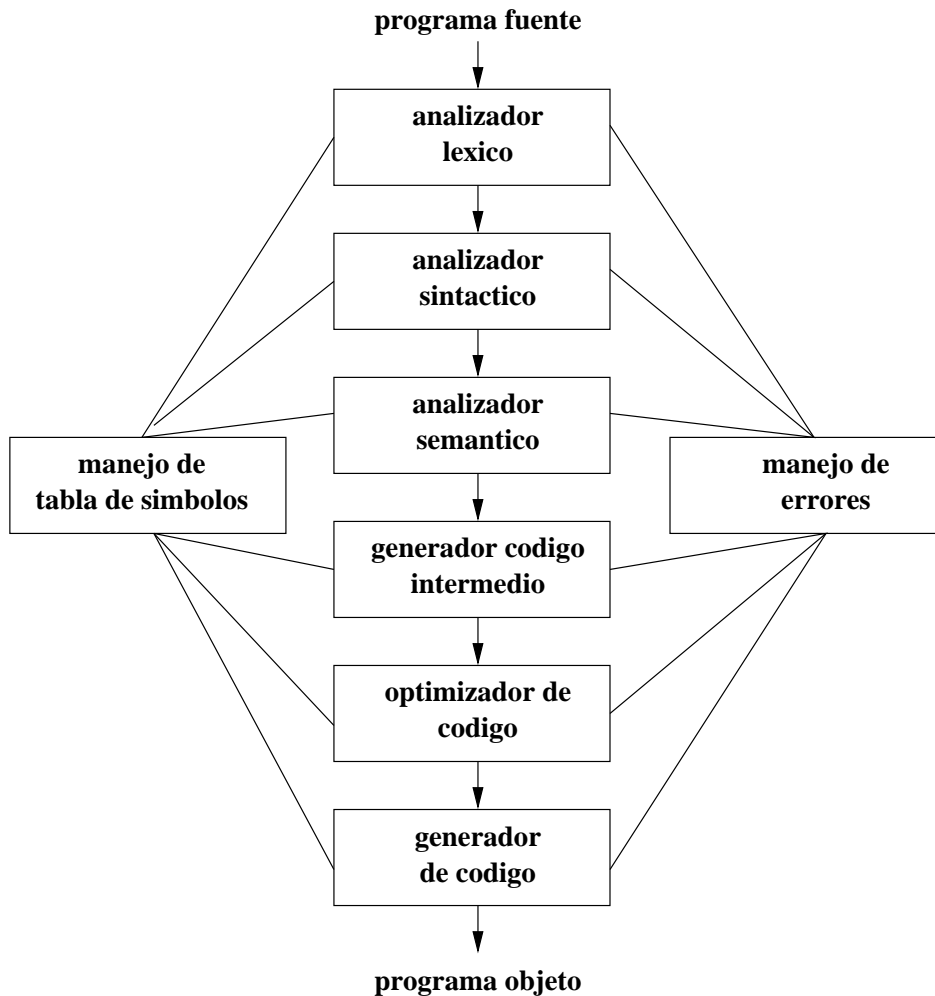 programa fuente
analizador
lexico
analizador
sintactico
analizador
semantico
manejo de
tabla de simbolos
manejo de
errores
generador codigo
intermedio
optimizador de
codigo
generador
de codigo
programa objeto